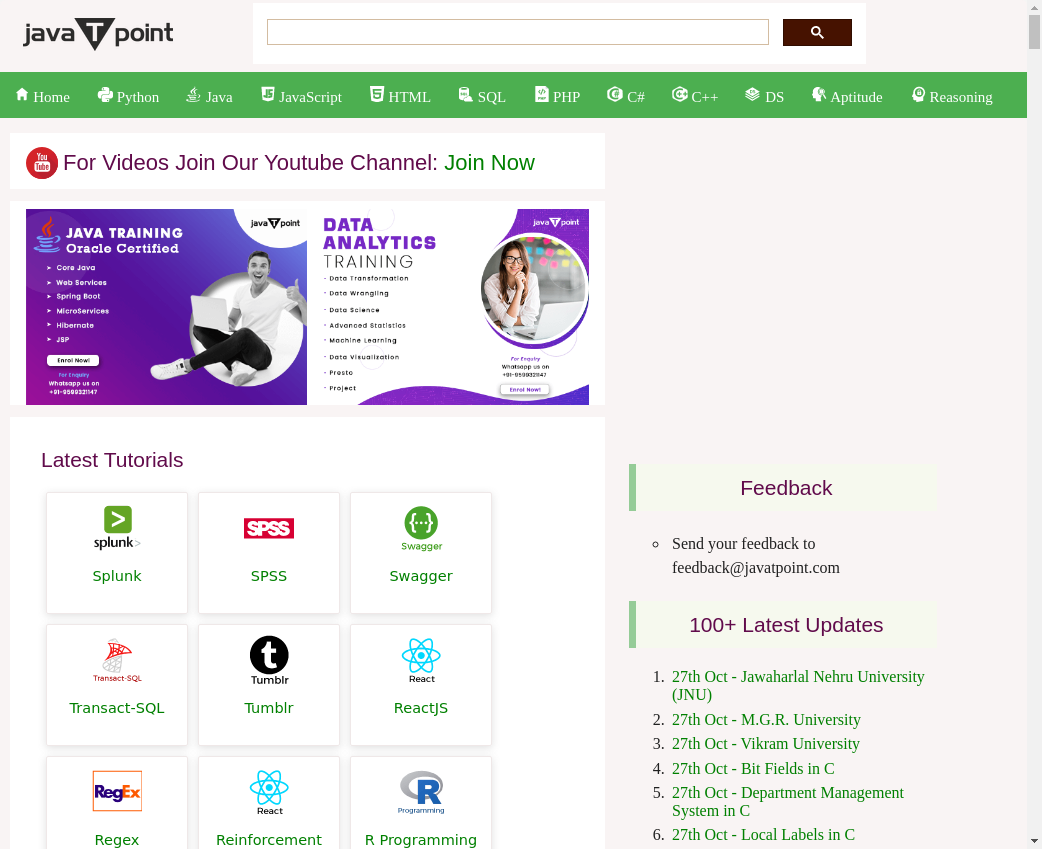 java T point
Home Python Java JavaScript HTML SQL PHP C# C++ DS Aptitude Reasoning
You Tube For Videos Join Our Youtube Channel: Join Now
java T point
JAVA TRAINING
Oracle Certified
Core Java
Web Services
Spring Boot
MicroServices
Hibernate
JSP
Enrol Now!
For Enquiry
Whatsapp us on
+91-9599321147
java T point
DATA
ANALYTICS
TRAINING
- Data Transformation
- Data Wrangling
- Data Science
- Advanced Statistics
- Machine Learning
- Data Visualization
- Presto
- Project
For Enquiry
Whatsapp us on
+91-9599321147
Enrol Now!
Latest Tutorials
splunk> SPSS Swagger
Splunk SPSS Swagger
Transact-SQL Tumblr React
Transact-SQL Tumblr ReactJS
RegEx React R Programming
Regex Reinforcement R Programming
Feedback
Send your feedback to
feedback@javatpoint.com
100+ Latest Updates
1. 27th Oct - Jawaharlal Nehru University
(JNU)
2. 27th Oct - M.G.R. University
3. 27th Oct - Vikram University
4. 27th Oct - Bit Fields in C
5. 27th Oct - Department Management
System in C
6. 27th Oct - Local Labels in C